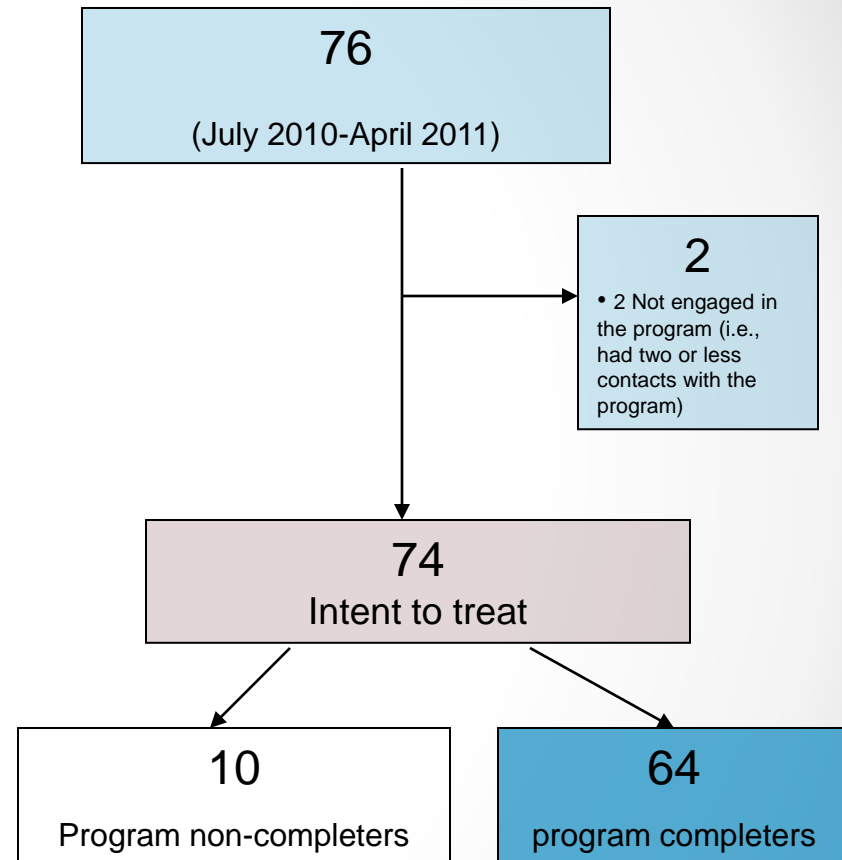 76
(July 2010-April 2011)
2
• 2 Not engaged in
the program (i.e.,
had two or less
contacts with the
program)
74
Intent to treat
10
Program non-completers
64
program completers